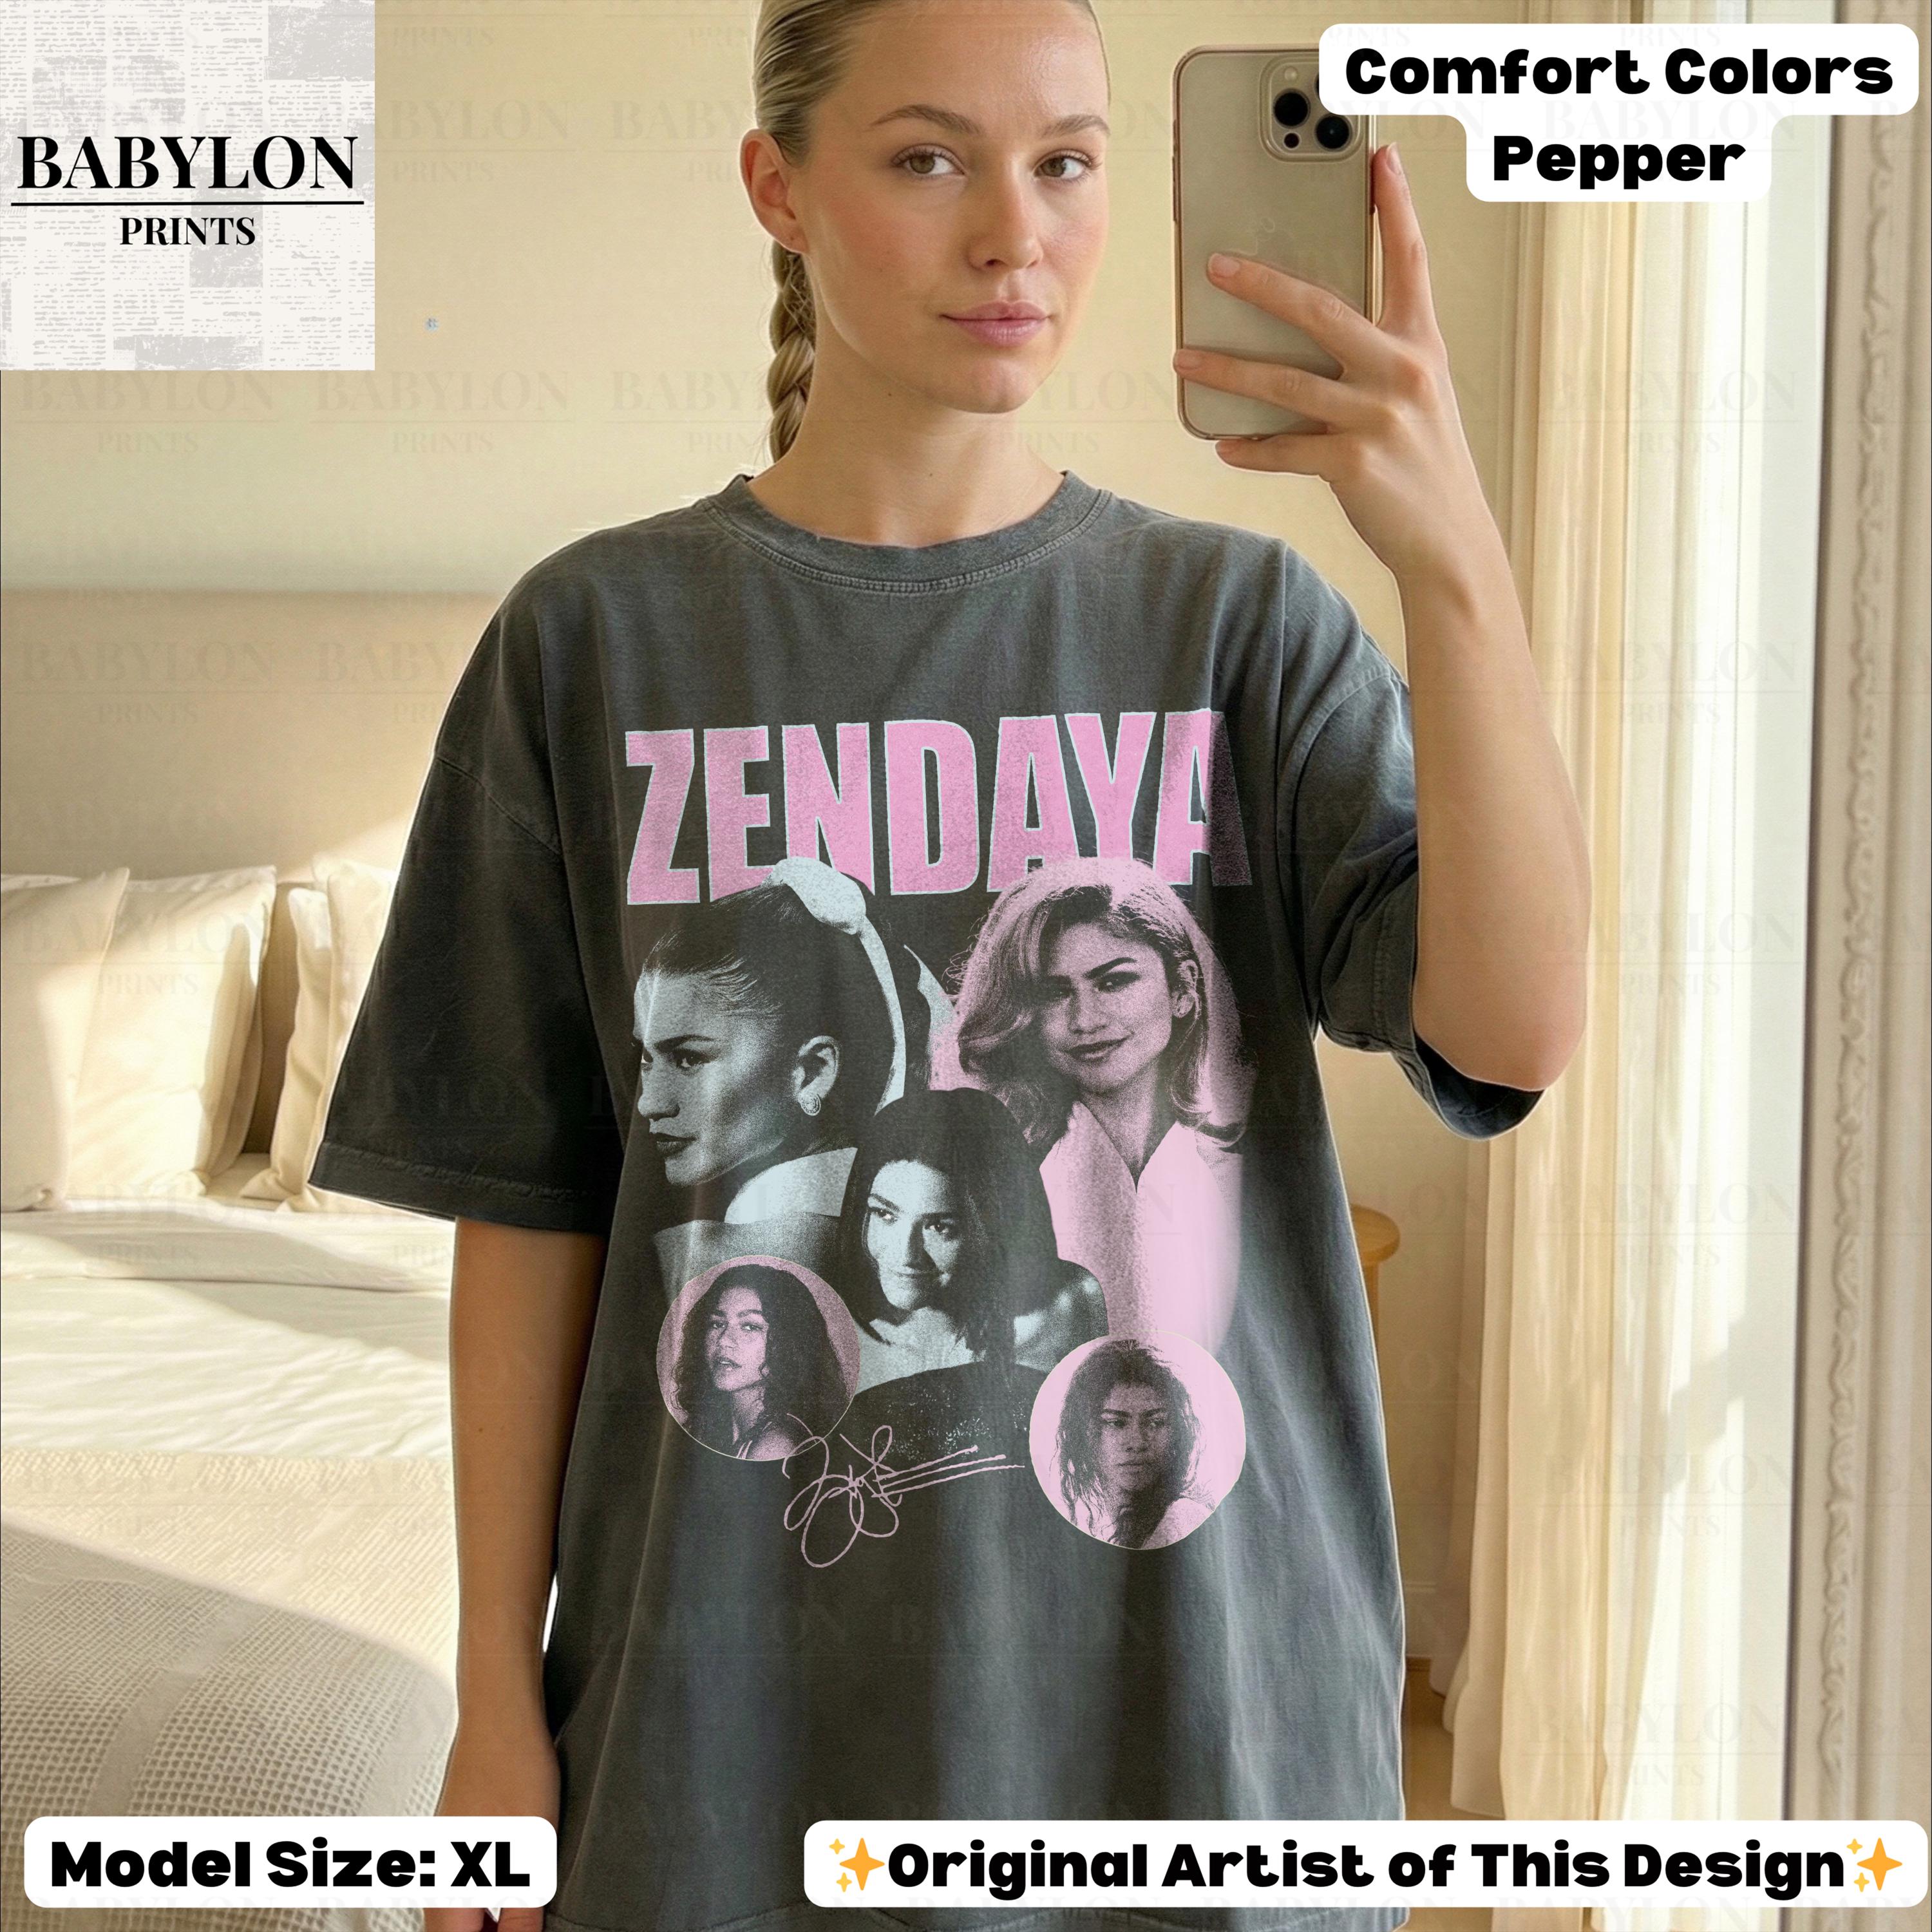 BABYLON
PRINTS
Comfort Colors
Pepper
ZENDAYA
Model Size: XL
✨Original Artist of This Design✨